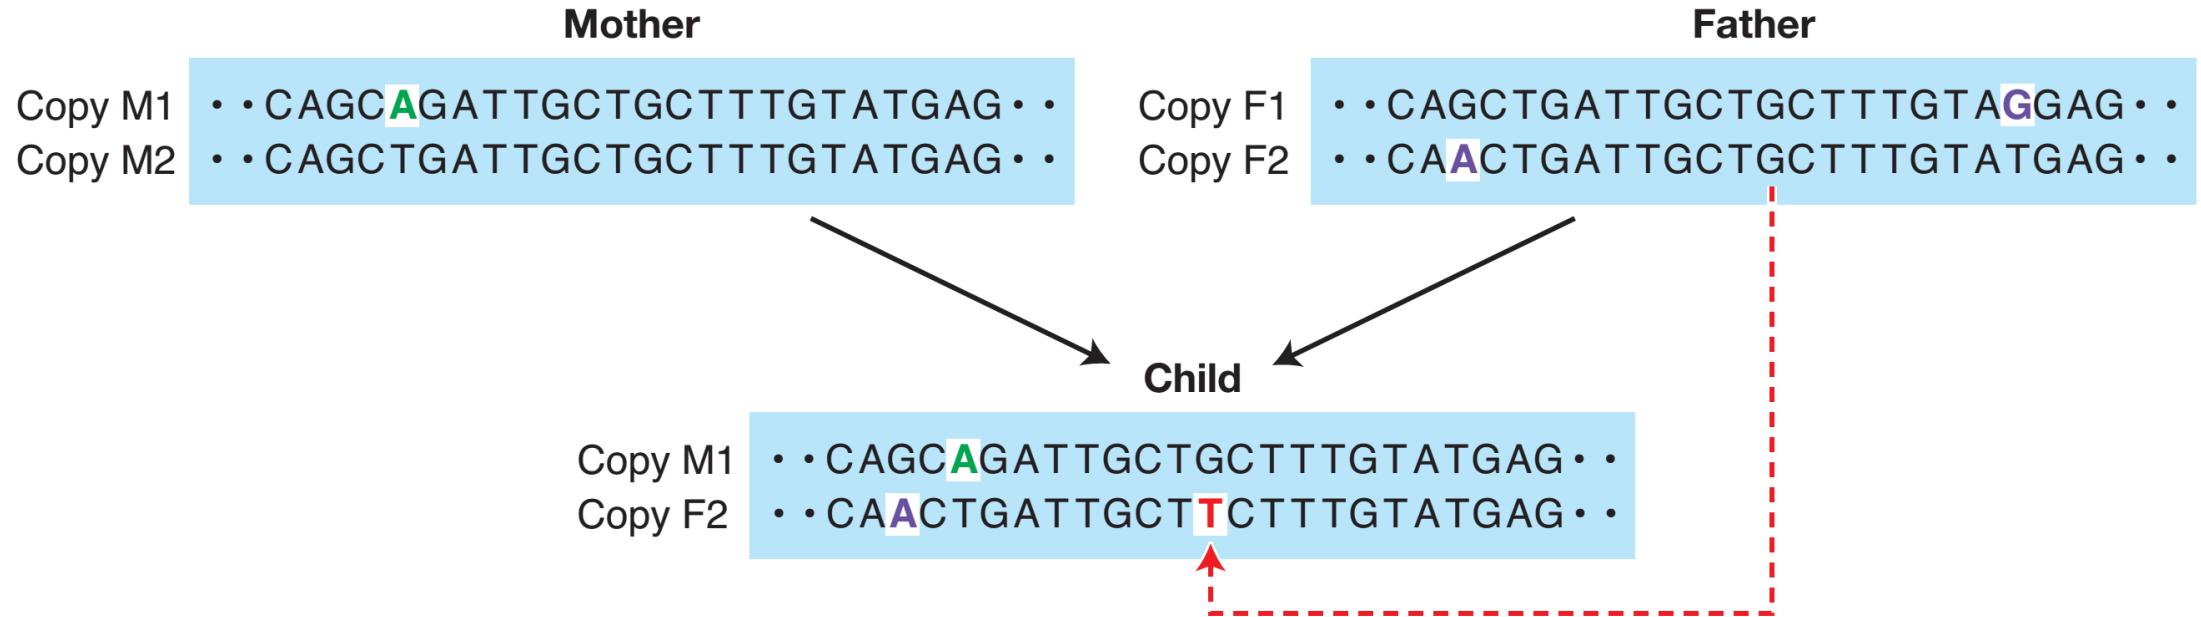 Mother
Copy M1 • • CAGCAGATTGCTGCTTTGTATGAG • •
Copy M2 • • CAGCTGATTGCTGCTTTGTATGAG • •
Father
Copy F1 • • CAGCTGATTGCTGCTTTGTAGGAG • •
Copy F2 • • CAACTGATTGCTGCTTTGTATGAG • •
Child
Copy M1 • • CAGCAGATTGCTGCTTTGTATGAG • •
Copy F2 • • CAACTGATTGCTTCTTTGTATGAG • •